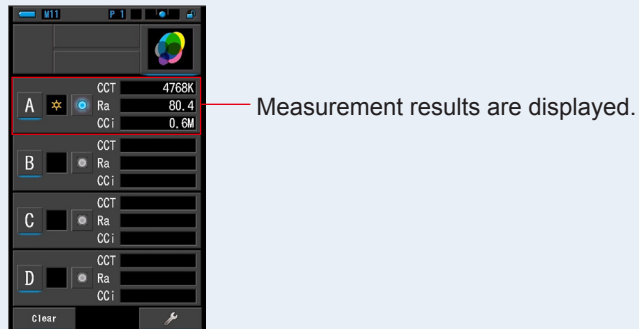 M11 P 1
CCT 4768K
A Ra 80.4
CCi 0.6M
Measurement results are displayed.
CCT
B Ra
CCi
CCT
C Ra
CCi
CCT
D Ra
CCi
Clear